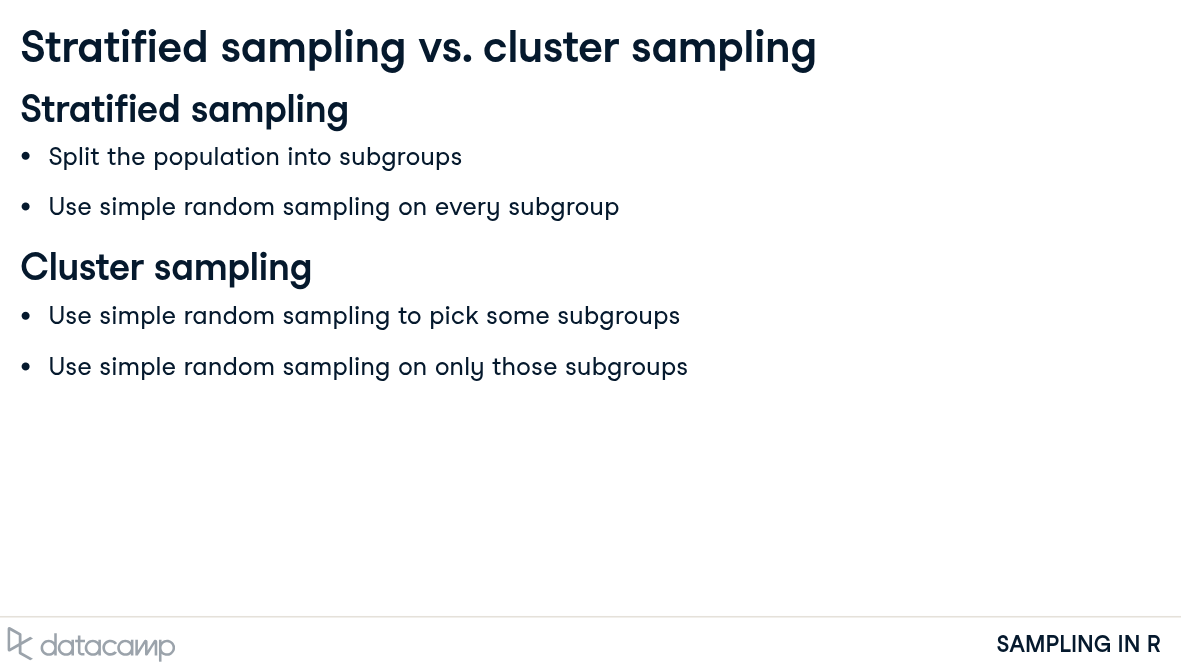 Stratified sampling vs. cluster sampling
Stratified sampling
• Split the population into subgroups
• Use simple random sampling on every subgroup
Cluster sampling
• Use simple random sampling to pick some subgroups
• Use simple random sampling on only those subgroups
datacamp
SAMPLING IN R